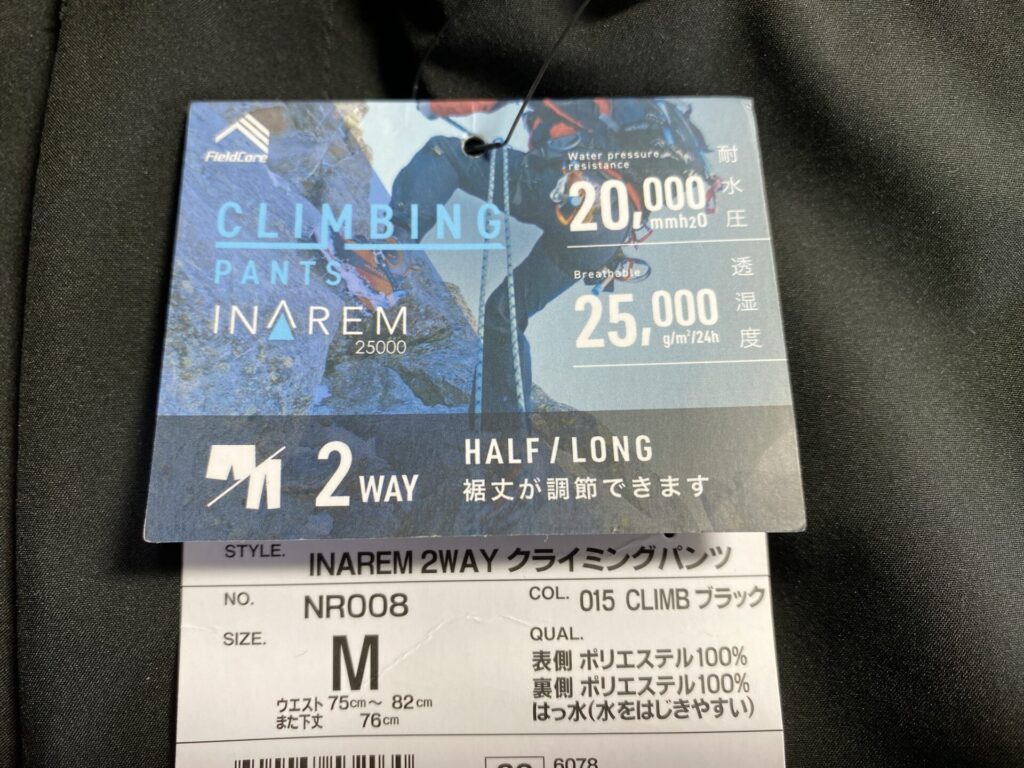 FieldCore
CLIMBING
PANTS
INAREM
25000
Water pressure
resistance
20,000
mmh2O
耐水圧
Breathable
25,000
g/m²/24h
透湿度
2WAY
HALF / LONG
裾丈が調節できます
STYLE. INAREM 2WAY クライミングパンツ
NO. NR008
COL. 015 CLIMB ブラック
SIZE. M
ウエスト 75cm~ 82cm
また下丈 76cm
QUAL.
表側 ポリエステル100%
裏側 ポリエステル100%
はっ水(水をはじきやすい)
6078